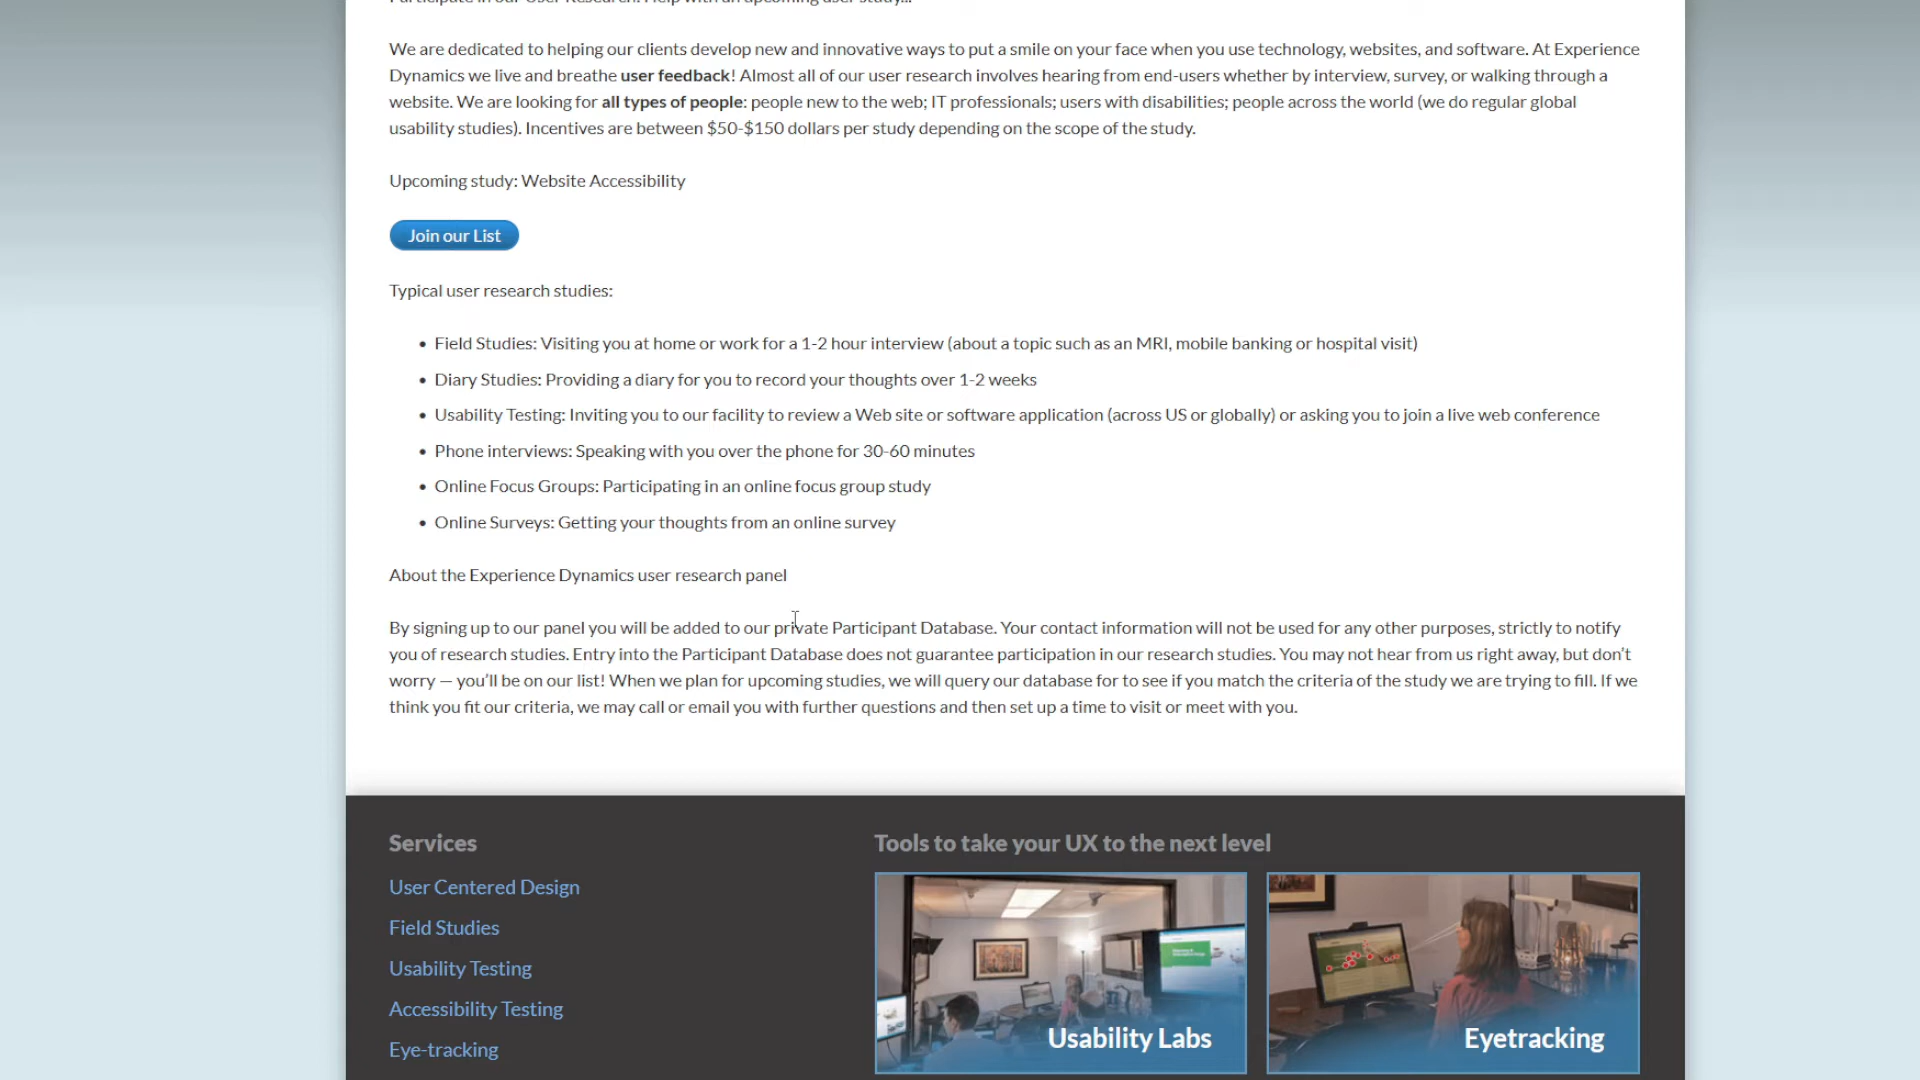 Participate in our User Research: Help with an upcoming user study...
We are dedicated to helping our clients develop new and innovative ways to put a smile on your face when you use technology, websites, and software. At Experience
Dynamics we live and breathe user feedback! Almost all of our user research involves hearing from end-users whether by interview, survey, or walking through a
website. We are looking for all types of people: people new to the web; IT professionals; users with disabilities; people across the world (we do regular global
usability studies). Incentives are between $50-$150 dollars per study depending on the scope of the study.
Upcoming study: Website Accessibility
Join our List
Typical user research studies:
• Field Studies: Visiting you at home or work for a 1-2 hour interview (about a topic such as an MRI, mobile banking or hospital visit)
• Diary Studies: Providing a diary for you to record your thoughts over 1-2 weeks
• Usability Testing: Inviting you to our facility to review a Web site or software application (across US or globally) or asking you to join a live web conference
• Phone interviews: Speaking with you over the phone for 30-60 minutes
• Online Focus Groups: Participating in an online focus group study
• Online Surveys: Getting your thoughts from an online survey
About the Experience Dynamics user research panel
By signing up to our panel you will be added to our private Participant Database. Your contact information will not be used for any other purposes, strictly to notify
you of research studies. Entry into the Participant Database does not guarantee participation in our research studies. You may not hear from us right away, but don't
worry — you'll be on our list! When we plan for upcoming studies, we will query our database for to see if you match the criteria of the study we are trying to fill. If we
think you fit our criteria, we may call or email you with further questions and then set up a time to visit or meet with you.
Services
User Centered Design
Field Studies
Usability Testing
Accessibility Testing
Eye-tracking
Tools to take your UX to the next level
Usability Labs
Eyetracking